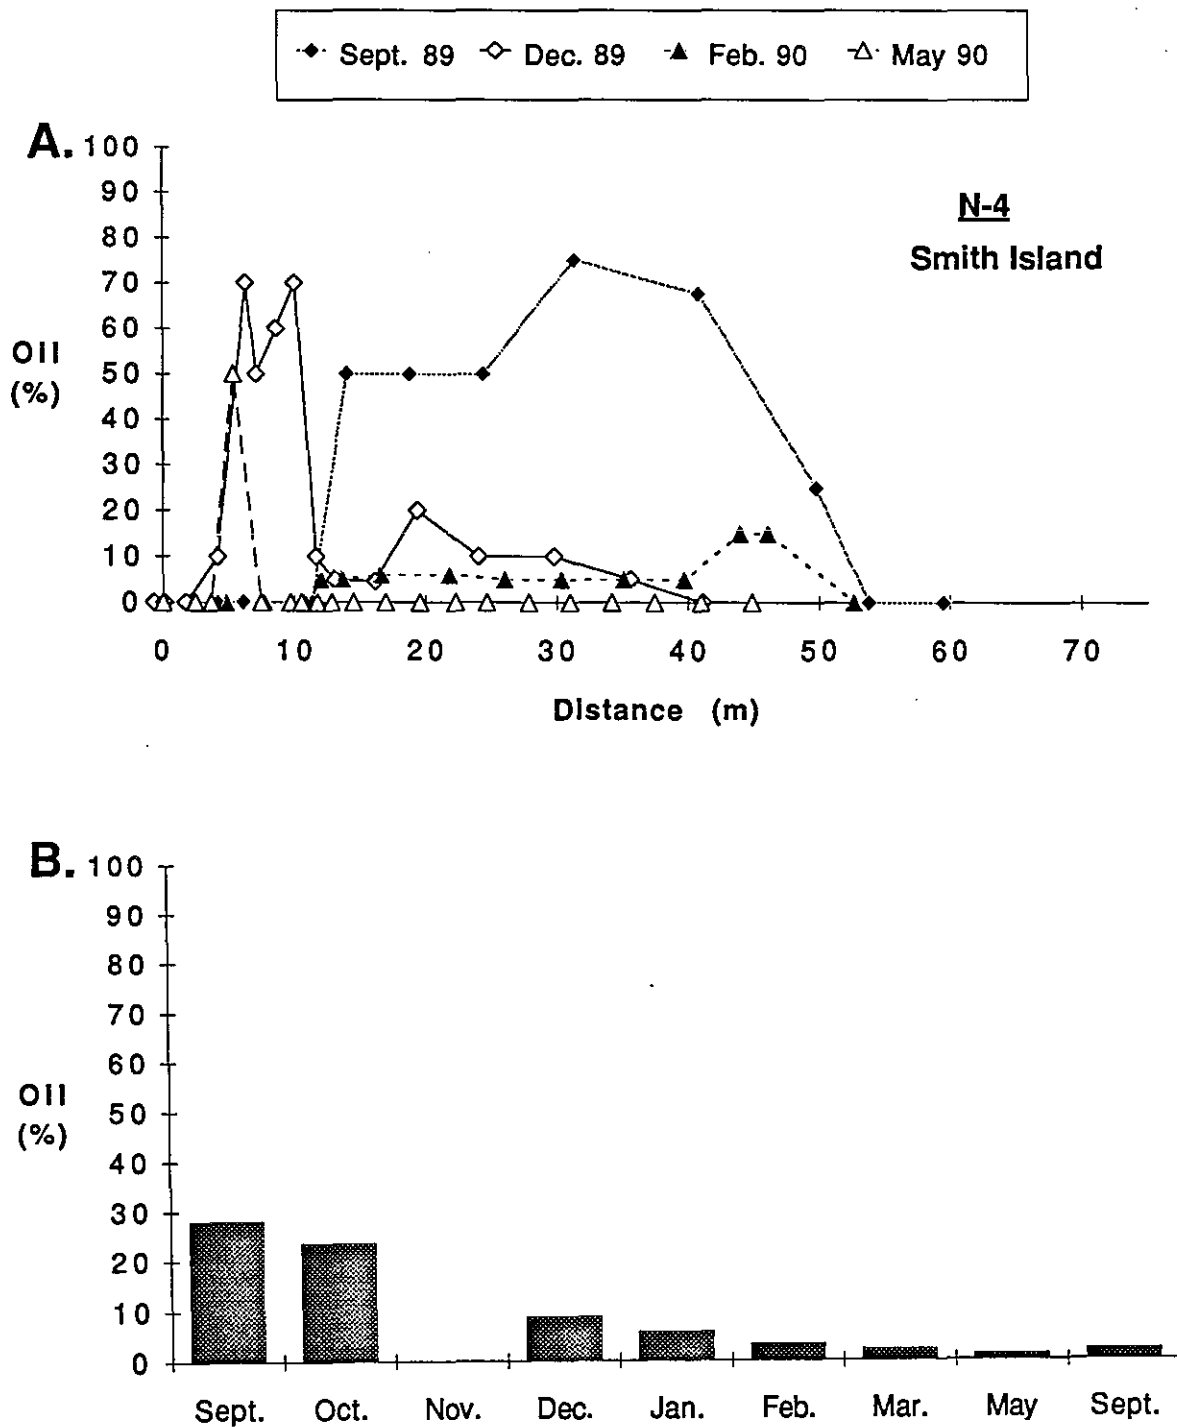 Sept. 89 Dec. 89 Feb. 90 May 90
A.
100
90
80
70
60
50
40
30
20
10
0
Oil
(%)
N-4
Smith Island
0 10 20 30 40 50 60 70
Distance (m)
B.
100
90
80
70
60
50
40
30
20
10
0
Oil
(%)
Sept. Oct. Nov. Dec. Jan. Feb. Mar. May Sept.